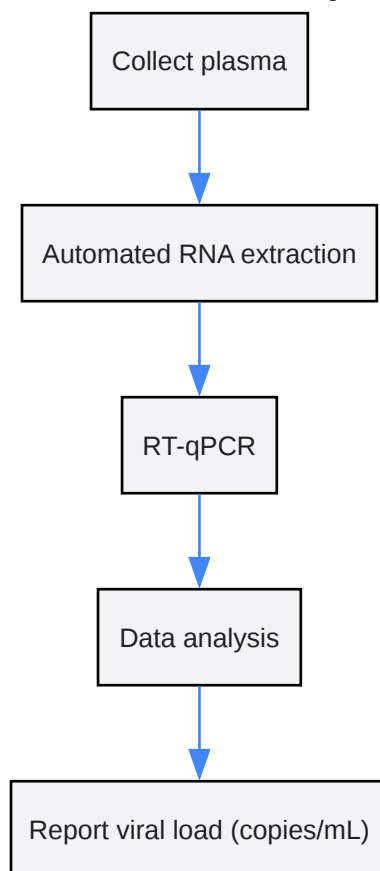 Collect plasma
Automated RNA extraction
RT-qPCR
Data analysis
Report viral load (copies/mL)